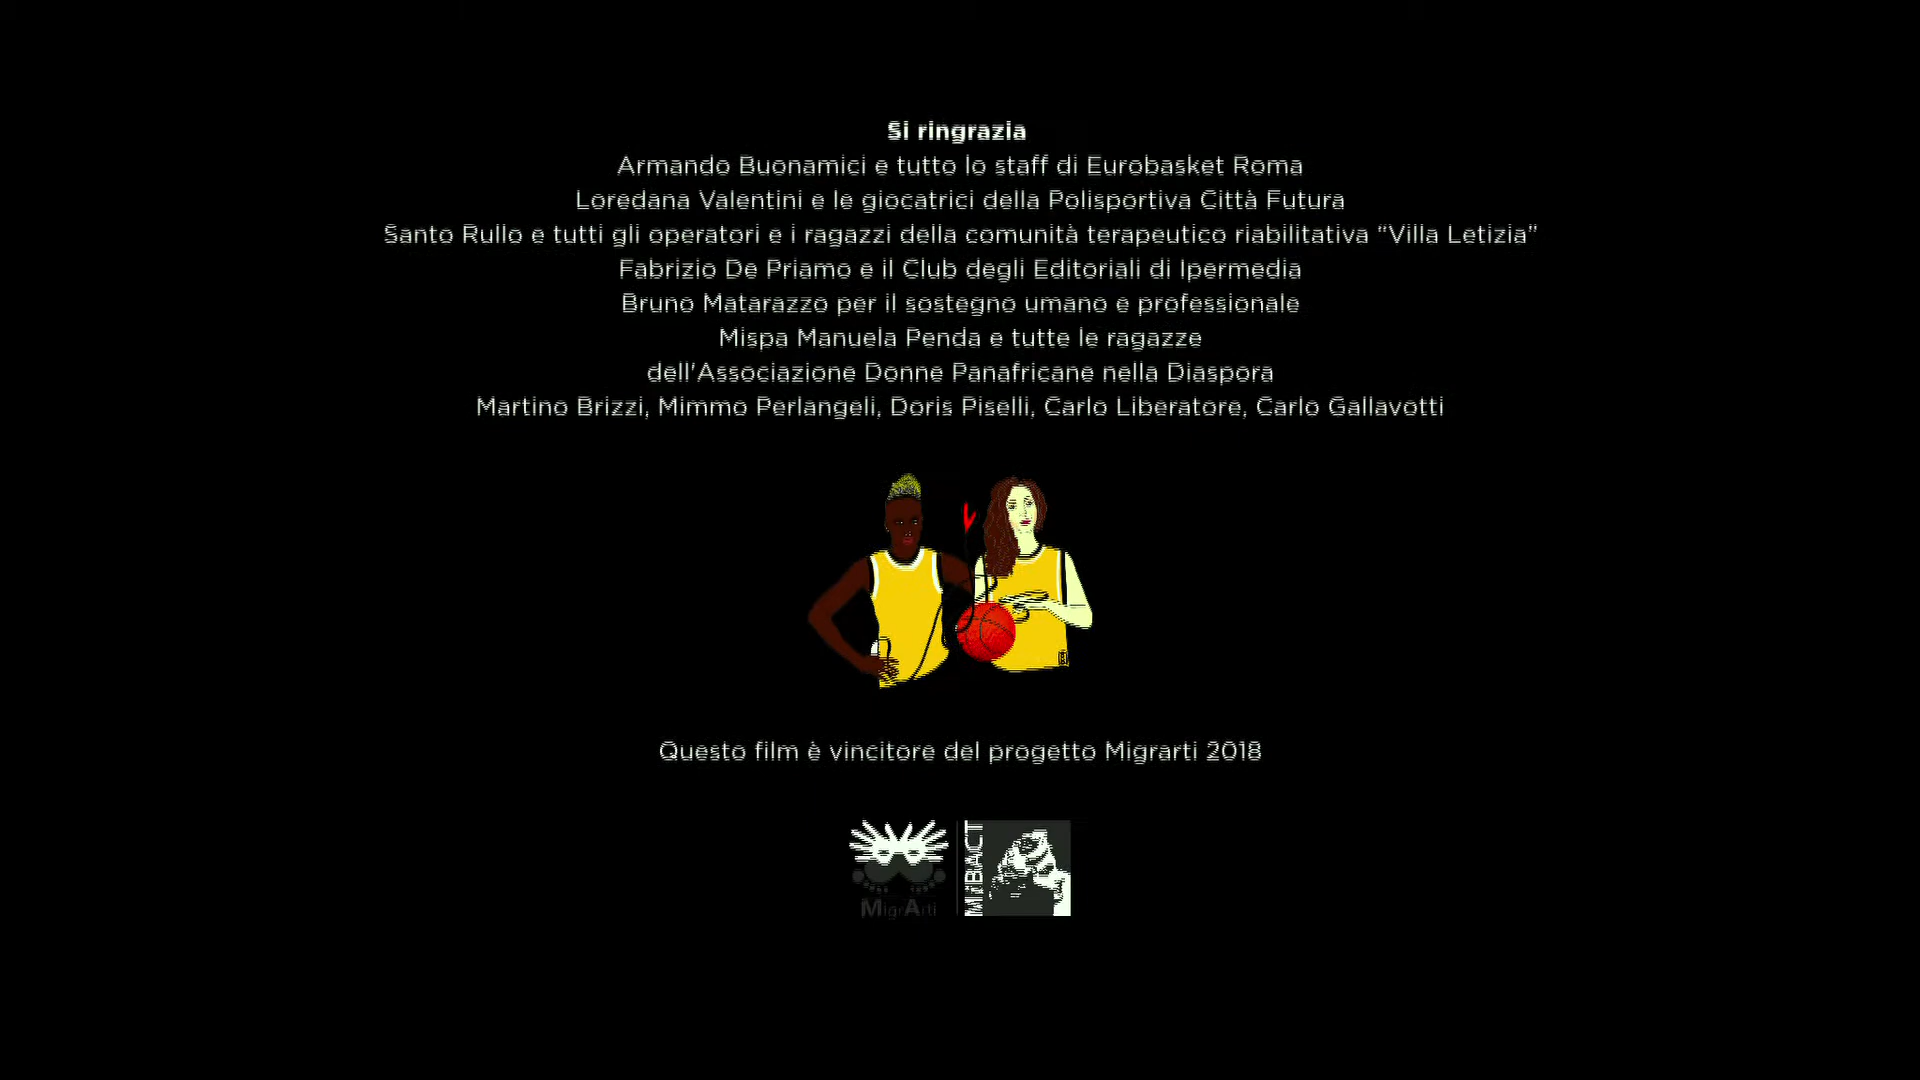 Si ringrazia
Armando Buonamici e tutto lo staff di Eurobasket Roma
Loredana Valentini e le giocatrici della Polisportiva Città Futura
Santo Rullo e tutti gli operatori e i ragazzi della comunità terapeutico riabilitativa “Villa Letizia”
Fabrizio De Priamo e il Club degli Editoriali di Ipermedia
Bruno Matarazzo per il sostegno umano e professionale
Mispa Manuela Penda e tutte le ragazze
dell'Associazione Donne Panafricane nella Diaspora
Martino Brizzi, Mimmo Perlangeli, Doris Piselli, Carlo Liberatore, Carlo Gallavotti
Questo film è vincitore del progetto Migrarti 2018
MigrArti
MiBACT